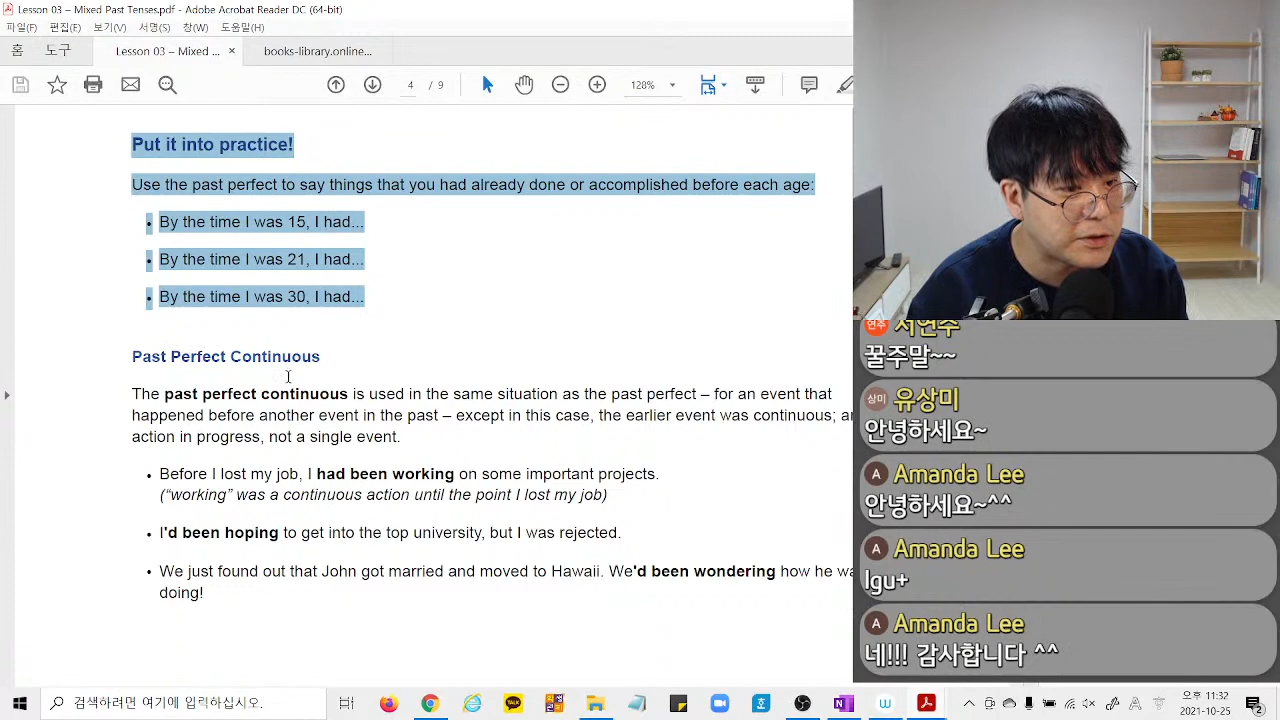 Lesson 03 – Mixed Past Tenses.pdf - Adobe Acrobat Reader DC (64-bit)
파일(F) 편집(E) 보기(V) 서명(S) 창(W) 도움말(H)
홈 도구 Lesson 03 – Mixed ... × books-library.online...
4 / 9 128%
Put it into practice!
Use the past perfect to say things that you had already done or accomplished before each age:
• By the time I was 15, I had...
• By the time I was 21, I had...
• By the time I was 30, I had...
Past Perfect Continuous
The past perfect continuous is used in the same situation as the past perfect – for an event that
happened before another event in the past – except in this case, the earlier event was continuous; an
action in progress, not a single event.
• Before I lost my job, I had been working on some important projects.
(“working” was a continuous action until the point I lost my job)
• I'd been hoping to get into the top university, but I was rejected.
• We just found out that John got married and moved to Hawaii. We'd been wondering how he wa
doing!
연주 서연주
꿀주말~~
상미 유상미
안녕하세요~
A Amanda Lee
안녕하세요~^^
A Amanda Lee
lgu+
A Amanda Lee
네!!! 감사합니다 ^^
검색하려면 여기에 입력하십시오.
오후 11:32
2021-10-25
2